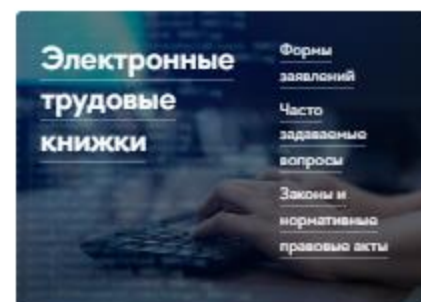 Электронные
трудовые
книжки
Формы
заявлений
Часто
задаваемые
вопросы
Законы и
нормативные
правовые акты